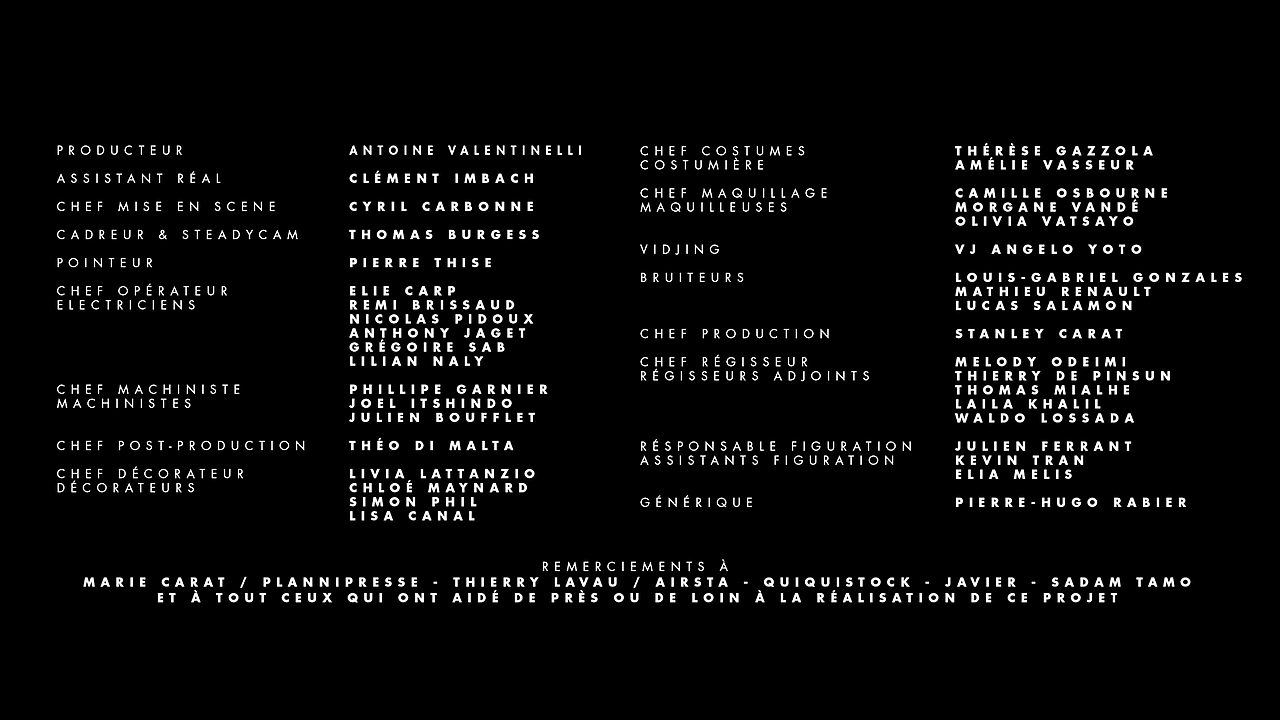 PRODUCTEUR ANTOINE VALENTINELLI
ASSISTANT RÉAL CLÉMENT IMBACH
CHEF MISE EN SCENE CYRIL CARBONNE
CADREUR & STEADYCAM THOMAS BURGESS
POINTEUR PIERRE THISE
CHEF OPÉRATEUR ELIE CARP
ELECTRICIENS REMI BRISSAUD
NICOLAS PIDOUX
ANTHONY JAGET
GRÉGOIRE SAB
LILIAN NALY
CHEF MACHINISTE PHILLIPE GARNIER
MACHINISTES JOEL ITSHINDO
JULIEN BOUFFLET
CHEF POST-PRODUCTION THÉO DI MALTA
CHEF DÉCORATEUR LIVIA LATTANZIO
DÉCORATEURS CHLOÉ MAYNARD
SIMON PHIL
LISA CANAL
CHEF COSTUMES THÉRÈSE GAZZOLA
COSTUMIÈRE AMÉLIE VASSEUR
CHEF MAQUILLAGE CAMILLE OSBOURNE
MAQUILLEUSES MORGANE VANDÉ
OLIVIA VATSAYO
VIDJING VJ ANGELO YOTO
BRUITEURS LOUIS-GABRIEL GONZALES
MATHIEU RENAULT
LUCAS SALAMON
CHEF PRODUCTION STANLEY CARAT
CHEF RÉGISSEUR MELODY ODEIMI
RÉGISSEURS ADJOINTS THIERRY DE PINSUN
THOMAS MIALHE
LAILA KHALIL
WALDO LOSSADA
RÉSPONSABLE FIGURATION JULIEN FERRANT
ASSISTANTS FIGURATION KEVIN TRAN
ELIA MELIS
GÉNÉRIQUE PIERRE-HUGO RABIER
REMERCIEMENTS À
MARIE CARAT / PLANNIPRESSE - THIERRY LAVAU / AIRSTA - QUIQUISTOCK - JAVIER - SADAM TAMO
ET À TOUT CEUX QUI ONT AIDÉ DE PRÈS OU DE LOIN À LA RÉALISATION DE CE PROJET